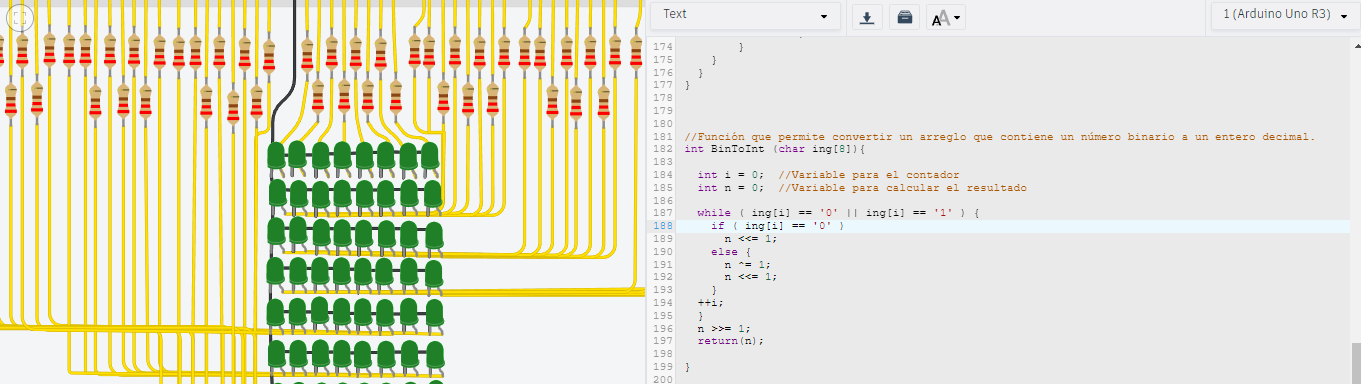 Text
1 (Arduino Uno R3)
AA
174 }
175 }
176 }
177 }
178
179
180
181 //Función que permite convertir un arreglo que contiene un número binario a un entero decimal.
182 int BinToInt (char ing[8]){
183
184 int i = 0; //Variable para el contador
185 int n = 0; //Variable para calcular el resultado
186
187 while ( ing[i] == '0' || ing[i] == '1' ) {
188 if ( ing[i] == '0' )
189 n <<= 1;
190 else {
191 n ^= 1;
192 n <<= 1;
193 }
194 ++i;
195 }
196 n >>= 1;
197 return(n);
198
199 }
200